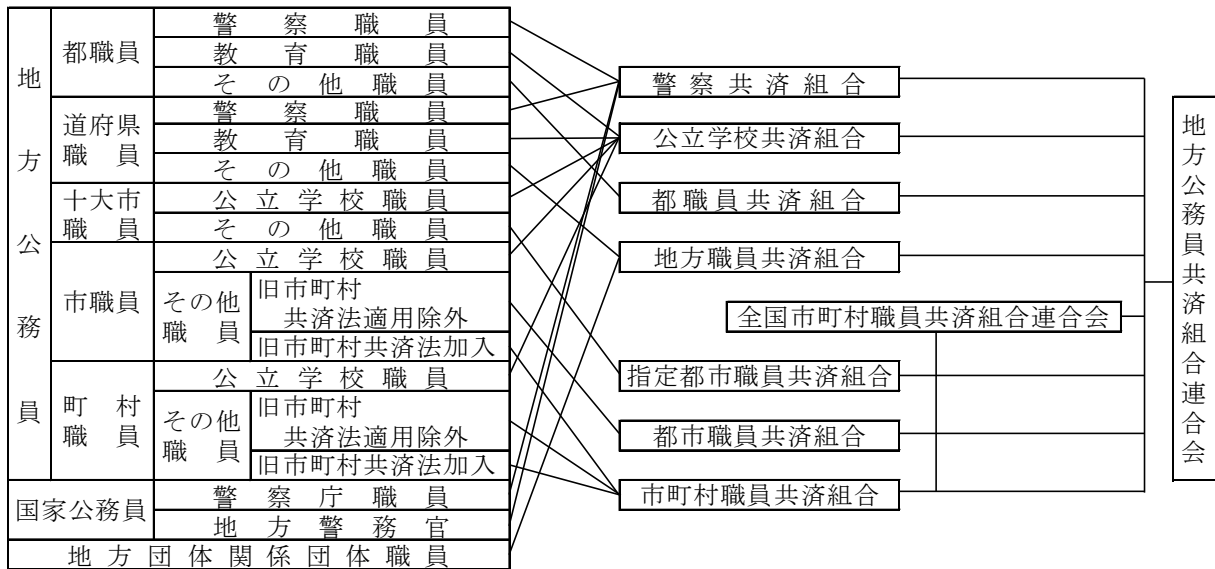 地方公務員
都職員
警察職員
教育職員
その他職員
道府県
職員
警察職員
教育職員
その他職員
十大市
職員
公立学校職員
その他職員
市職員
公立学校職員
その他
職員
旧市町村
共済法適用除外
旧市町村共済法加入
町村
職員
公立学校職員
その他
職員
旧市町村
共済法適用除外
旧市町村共済法加入
国家公務員
警察庁職員
地方警務官
地方団体関係団体職員
警察共済組合
公立学校共済組合
都職員共済組合
地方職員共済組合
全国市町村職員共済組合連合会
指定都市職員共済組合
都市職員共済組合
市町村職員共済組合
地方公務員共済組合連合会